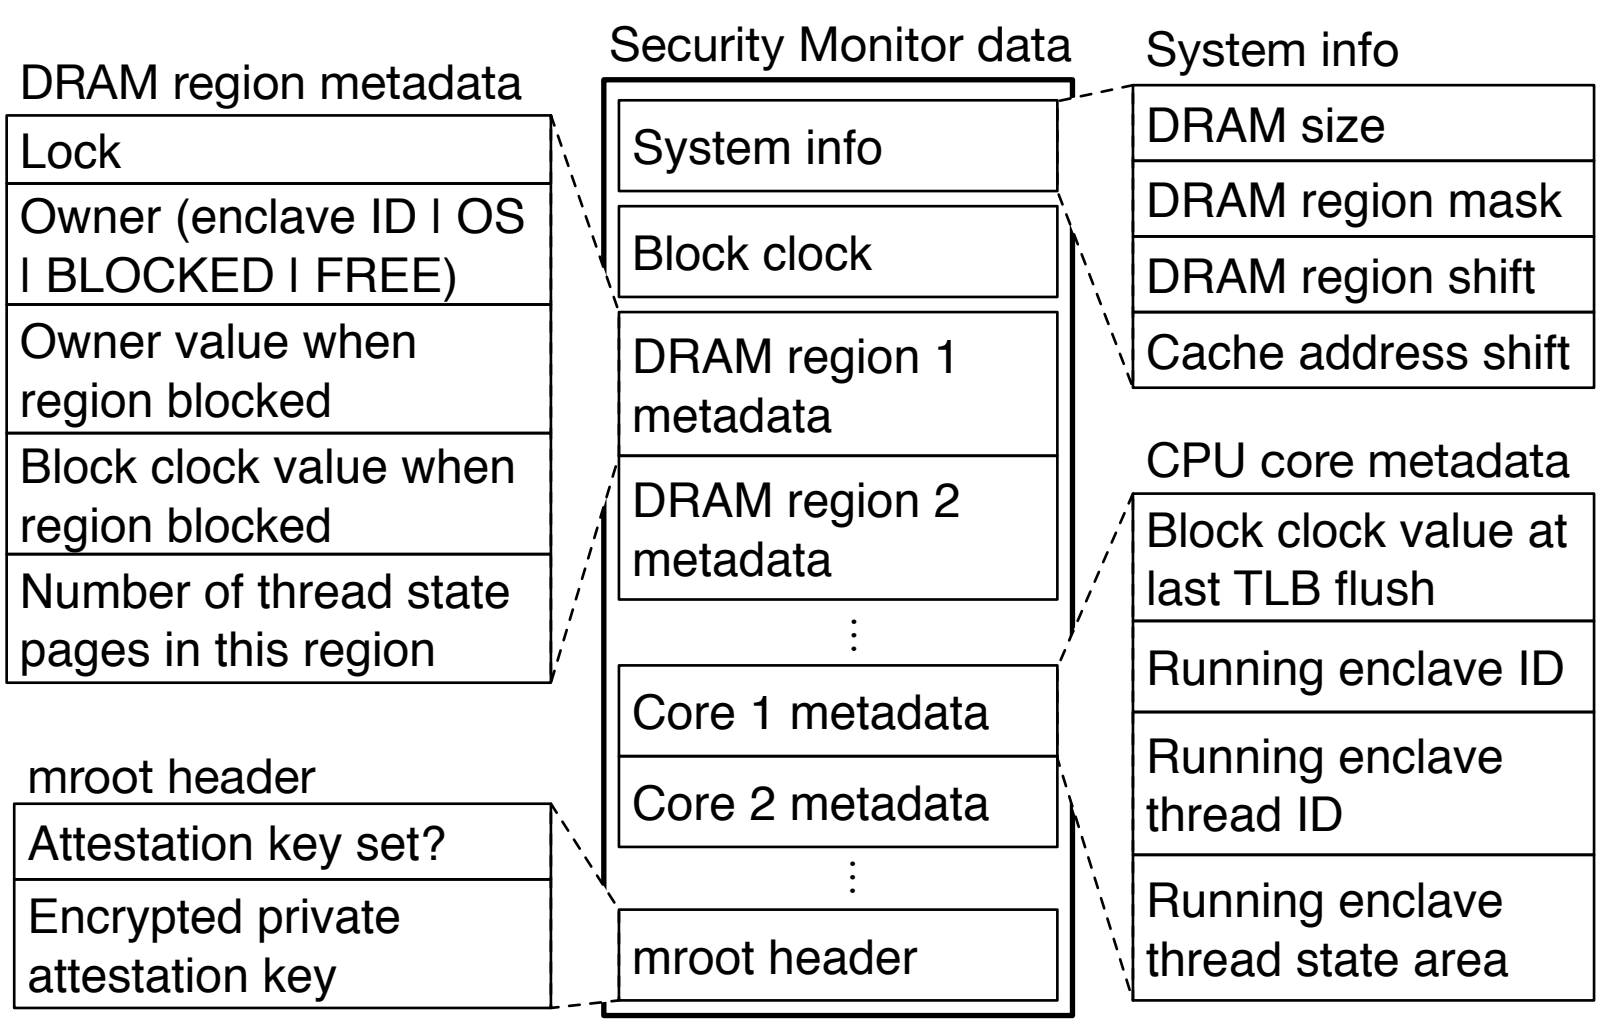 DRAM region metadata
Lock
Owner (enclave ID | OS
| BLOCKED | FREE)
Owner value when
region blocked
Block clock value when
region blocked
Number of thread state
pages in this region
mroot header
Attestation key set?
Encrypted private
attestation key
Security Monitor data
System info
Block clock
DRAM region 1
metadata
DRAM region 2
metadata
⋮
Core 1 metadata
Core 2 metadata
⋮
mroot header
System info
DRAM size
DRAM region mask
DRAM region shift
Cache address shift
CPU core metadata
Block clock value at
last TLB flush
Running enclave ID
Running enclave
thread ID
Running enclave
thread state area